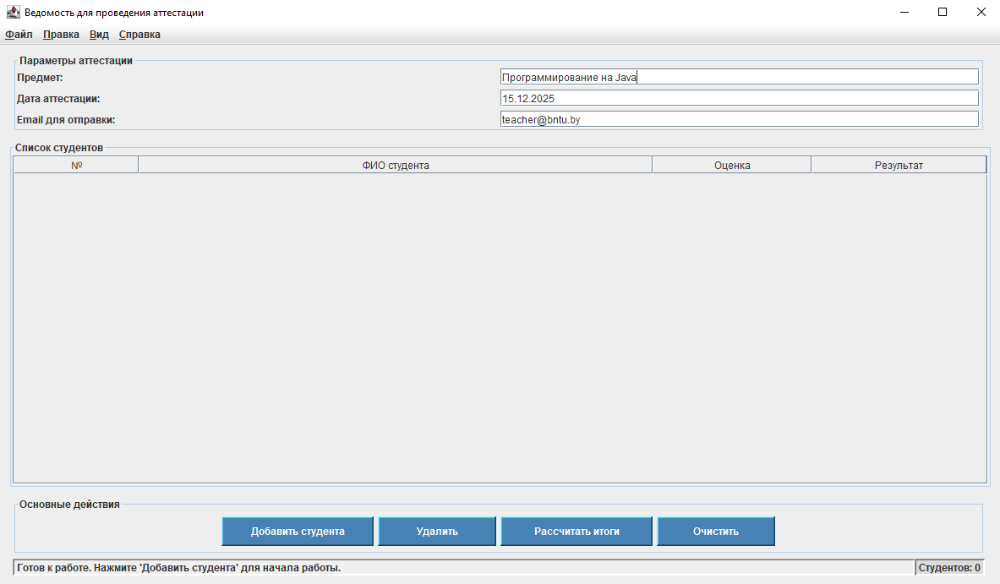 Ведомость для проведения аттестации
Файл Правка Вид Справка
Параметры аттестации
Предмет: Программирование на Java
Дата аттестации: 15.12.2025
Email для отправки: teacher@bntu.by
Список студентов
№ ФИО студента Оценка Результат
Основные действия
Добавить студента Удалить Рассчитать итоги Очистить
Готов к работе. Нажмите 'Добавить студента' для начала работы. Студентов: 0